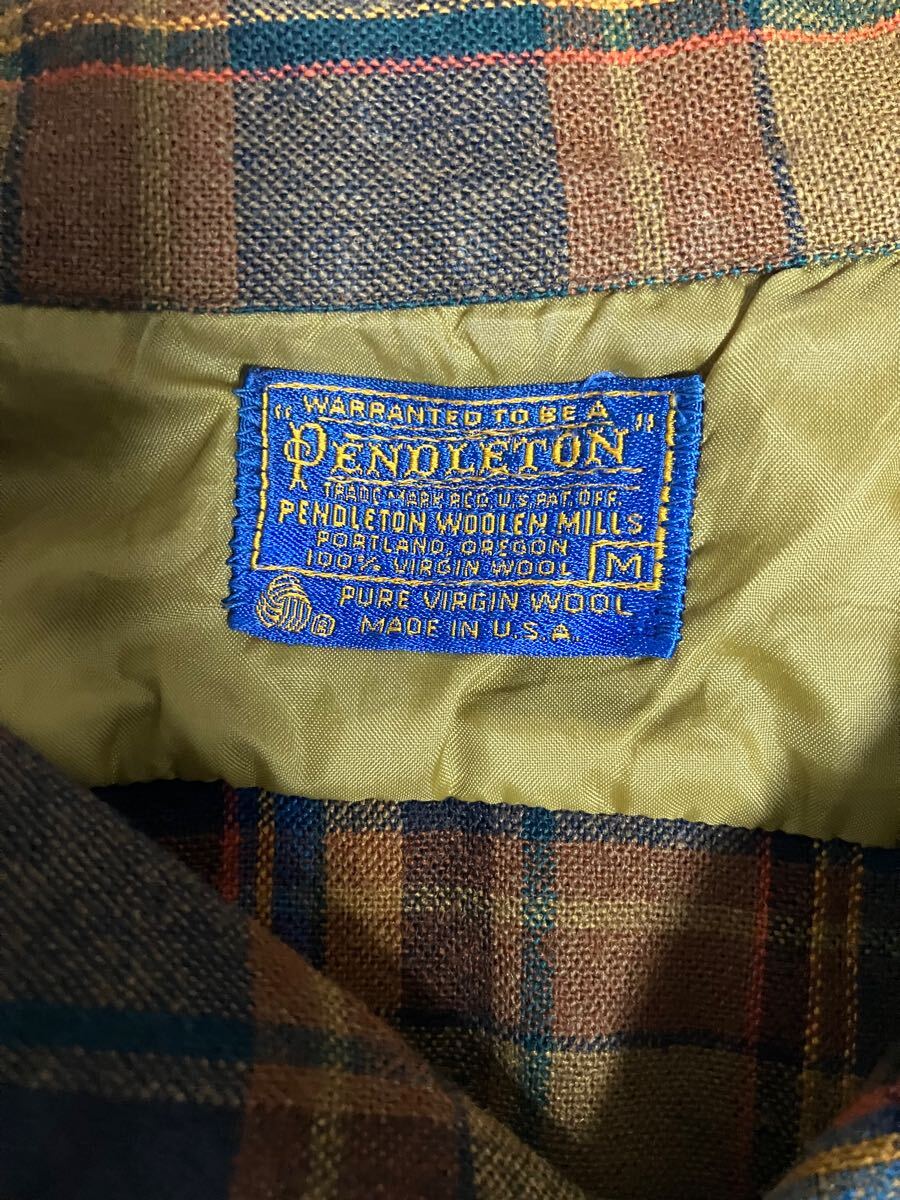 WARRANTED TO BE A
"PENDLETON"
TRADE MARK REG. U.S. PAT. OFF.
PENDLETON WOOLEN MILLS
PORTLAND, OREGON
100% VIRGIN WOOL M
PURE VIRGIN WOOL
MADE IN U.S.A.